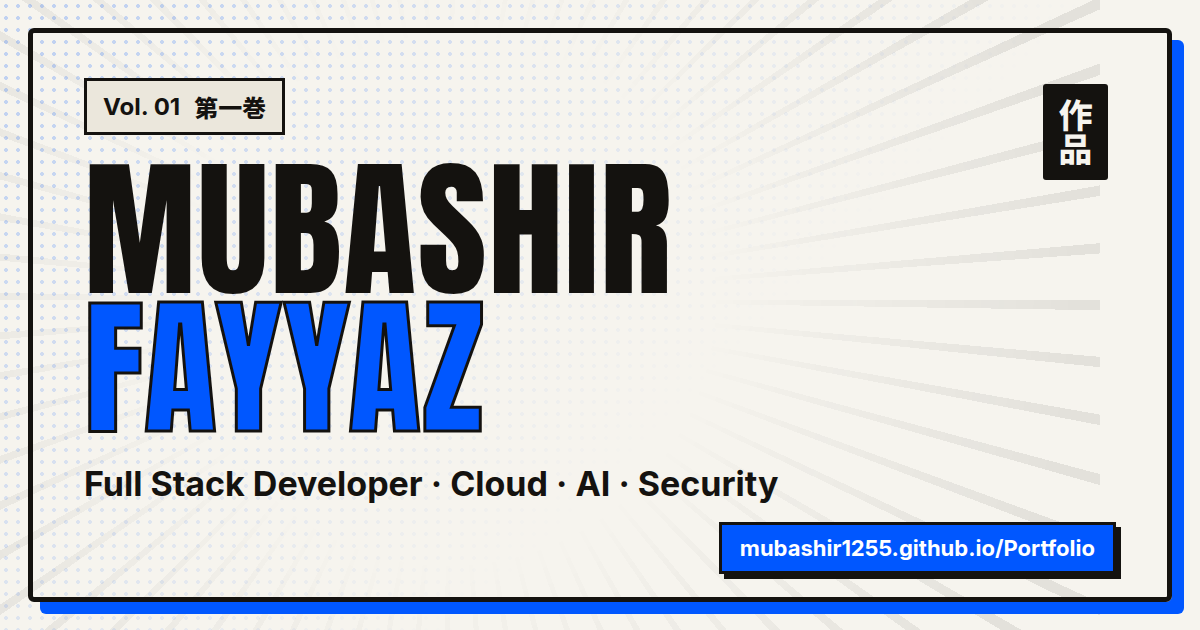 Vol. 01 第一巻
作品
MUBASHIR
FAYYAZ
Full Stack Developer · Cloud · AI · Security
mubashir1255.github.io/Portfolio